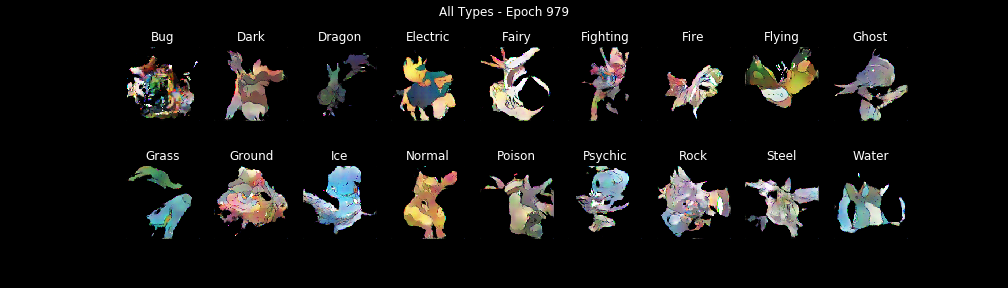 All Types - Epoch 979
Bug Dark Dragon Electric Fairy Fighting Fire Flying Ghost
Grass Ground Ice Normal Poison Psychic Rock Steel Water